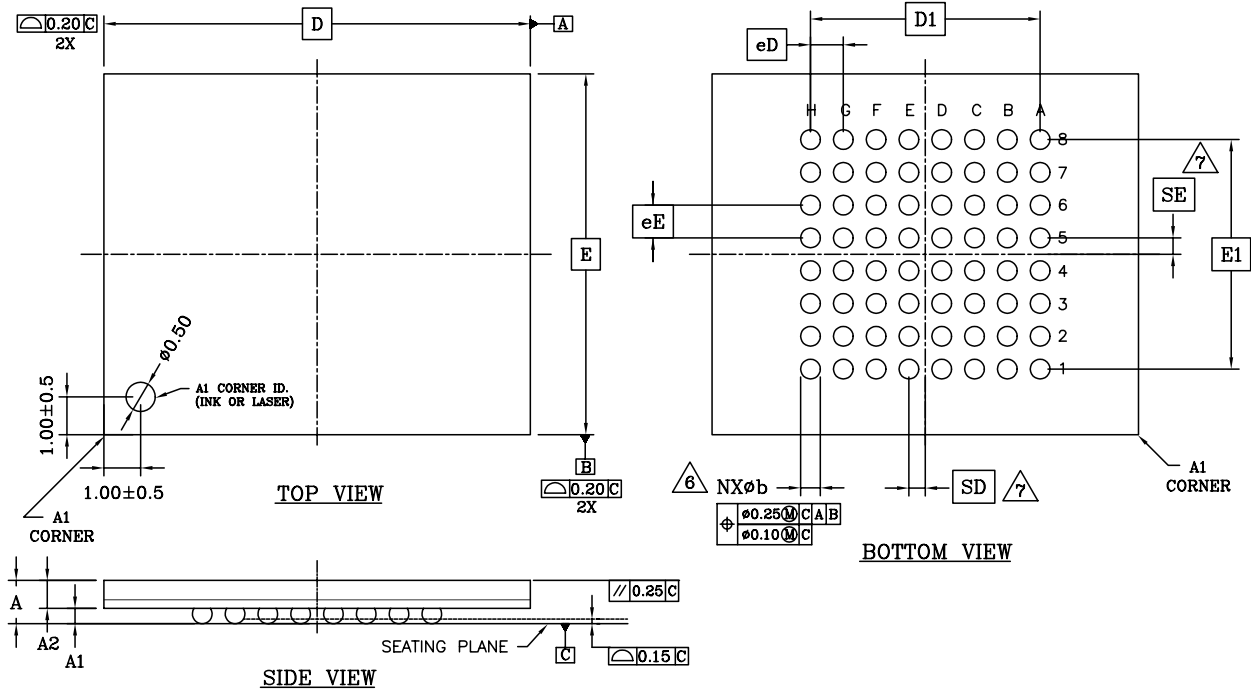 ⌓ 0.20 C
2X
D
A
E
ø0.50
A1 CORNER ID.
(INK OR LASER)
1.00±0.5
1.00±0.5
A1
CORNER
TOP VIEW
B
⌓ 0.20 C
2X
D1
eD
H G F E D C B A
8
7
6
5
4
3
2
1
7
SE
eE
E1
6
NXøb
⌖ ø0.25 Ⓜ C A B
ø0.10 Ⓜ C
SD
7
A1
CORNER
BOTTOM VIEW
A
A2
A1
// 0.25 C
SEATING PLANE
C
⌓ 0.15 C
SIDE VIEW